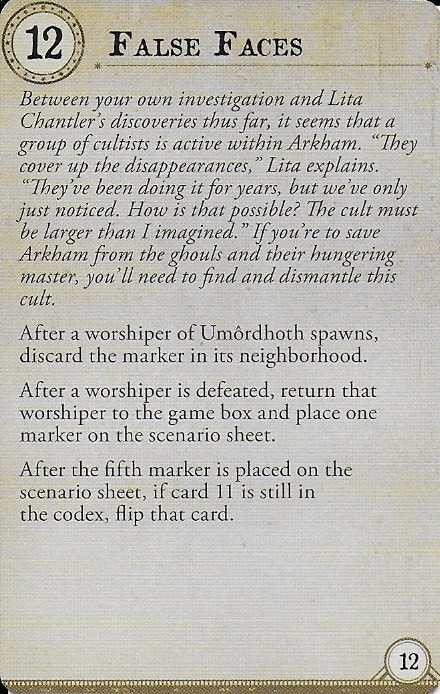 12
False Faces
Between your own investigation and Lita
Chantler's discoveries thus far, it seems that a
group of cultists is active within Arkham. “They
cover up the disappearances,” Lita explains.
“They've been doing it for years, but we've only
just noticed. How is that possible? The cult must
be larger than I imagined.” If you're to save
Arkham from the ghouls and their hungering
master, you'll need to find and dismantle this
cult.
After a worshiper of Umôrdhoth spawns,
discard the marker in its neighborhood.
After a worshiper is defeated, return that
worshiper to the game box and place one
marker on the scenario sheet.
After the fifth marker is placed on the
scenario sheet, if card 11 is still in
the codex, flip that card.
12